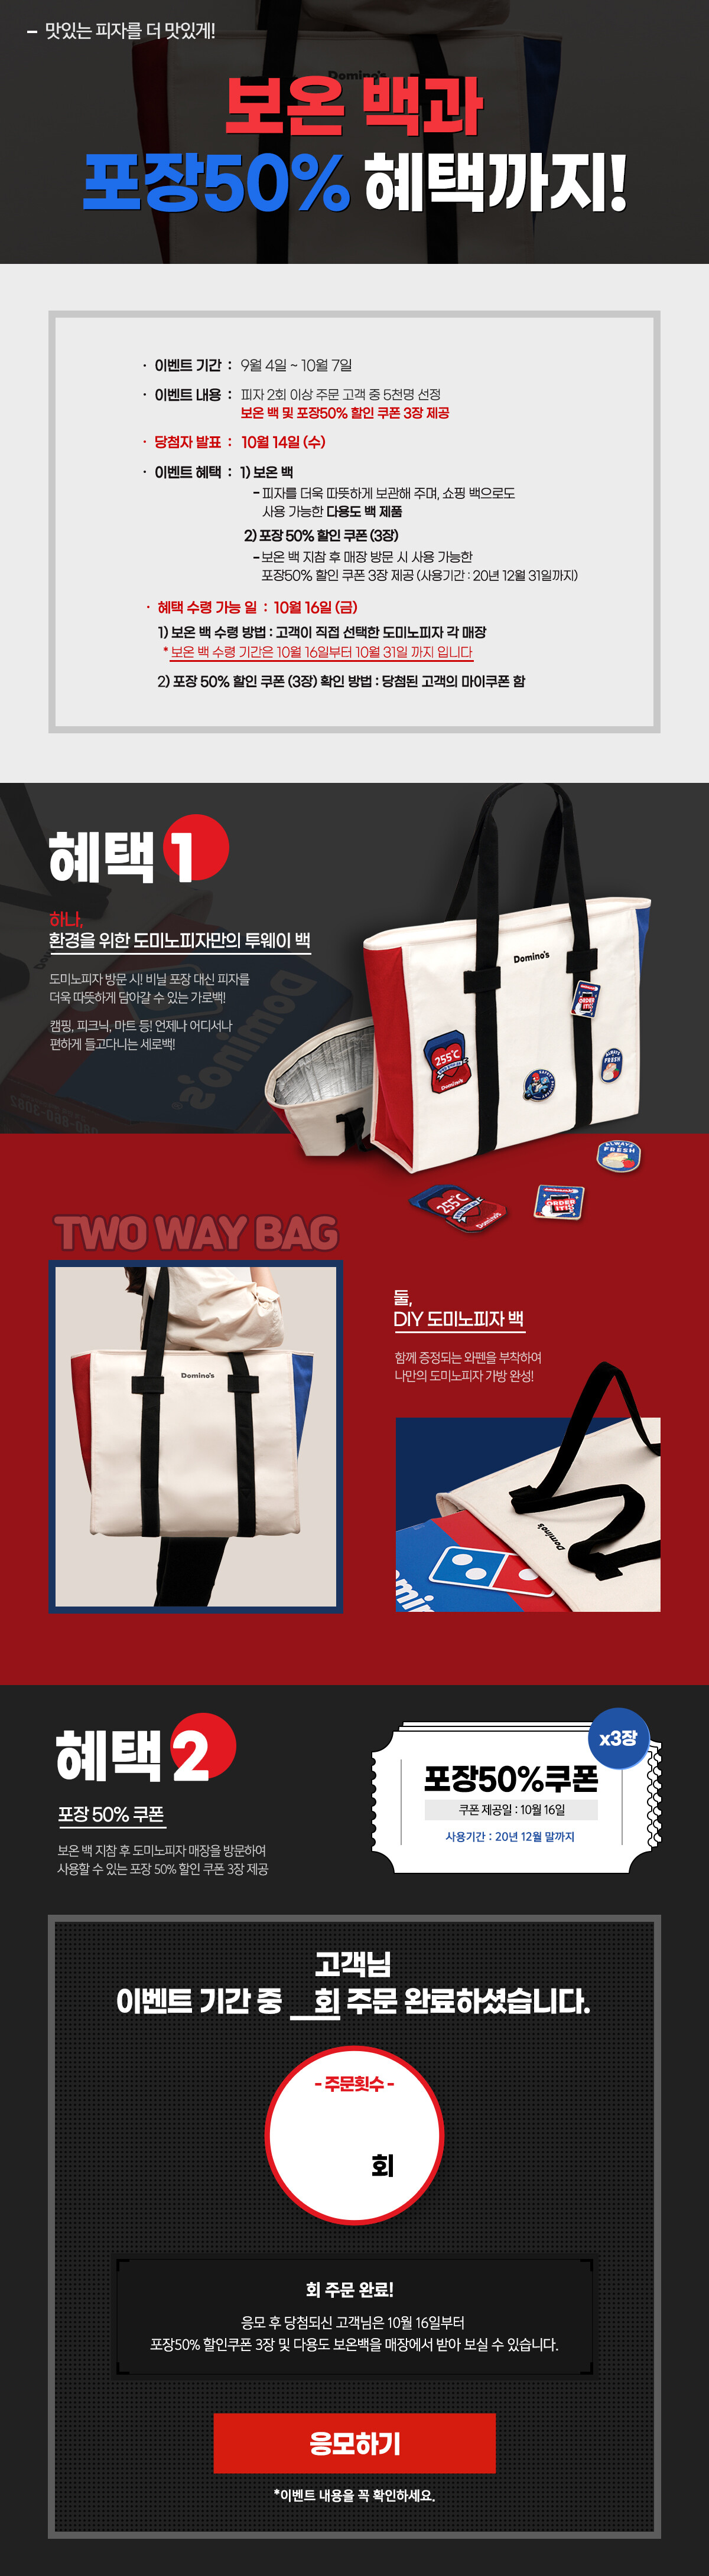 맛있는 피자를 더 맛있게!
Domino's
보온 백과
포장50% 혜택까지!
· 이벤트 기간 : 9월 4일 ~ 10월 7일
· 이벤트 내용 : 피자 2회 이상 주문 고객 중 5천명 선정
보온 백 및 포장50% 할인 쿠폰 3장 제공
· 당첨자 발표 : 10월 14일 (수)
· 이벤트 혜택 : 1) 보온 백
- 피자를 더욱 따뜻하게 보관해 주며, 쇼핑 백으로도
사용 가능한 다용도 백 제품
2) 포장 50% 할인 쿠폰 (3장)
- 보온 백 지참 후 매장 방문 시 사용 가능한
포장50% 할인 쿠폰 3장 제공 (사용기간 : 20년 12월 31일까지)
· 혜택 수령 가능 일 : 10월 16일 (금)
1) 보온 백 수령 방법 : 고객이 직접 선택한 도미노피자 각 매장
* 보온 백 수령 기간은 10월 16일부터 10월 31일 까지 입니다
2) 포장 50% 할인 쿠폰 (3장) 확인 방법 : 당첨된 고객의 마이쿠폰 함
혜택 1
하나,
환경을 위한 도미노피자만의 투웨이 백
도미노피자 방문 시! 비닐 포장 대신 피자를
더욱 따뜻하게 담아갈 수 있는 가로백!
캠핑, 피크닉, 마트 등! 언제나 어디서나
편하게 들고다니는 세로백!
Domino's
ORDER IT!
255℃
Domino's
ALWAYS FRESH
Dominos
ALWAYS FRESH
255℃
Domino's
ORDER IT!
TWO WAY BAG
Domino's
둘,
DIY 도미노피자 백
함께 증정되는 와펜을 부착하여
나만의 도미노피자 가방 완성!
Domino's
혜택 2
포장 50% 쿠폰
보온 백 지참 후 도미노피자 매장을 방문하여
사용할 수 있는 포장 50% 할인 쿠폰 3장 제공
x3장
포장50%쿠폰
쿠폰 제공일 : 10월 16일
사용기간 : 20년 12월 말까지
고객님
이벤트 기간 중 __회 주문 완료하셨습니다.
- 주문횟수 -
회
회 주문 완료!
응모 후 당첨되신 고객님은 10월 16일부터
포장50% 할인쿠폰 3장 및 다용도 보온백을 매장에서 받아 보실 수 있습니다.
응모하기
*이벤트 내용을 꼭 확인하세요.